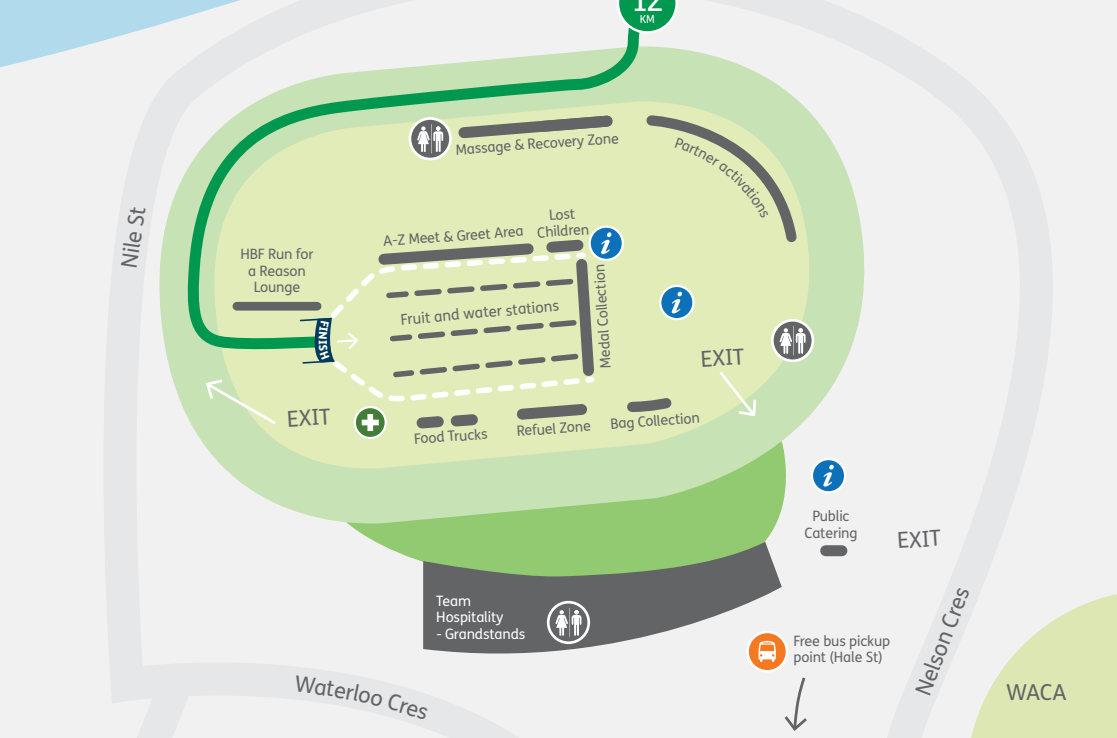 12
KM
Massage & Recovery Zone
Partner activations
Nile St
Lost
Children
A-Z Meet & Greet Area
HBF Run for
a Reason
Lounge
Fruit and water stations
Medal Collection
FINISH
EXIT
EXIT
Food Trucks
Refuel Zone
Bag Collection
Public
Catering
EXIT
Team
Hospitality
- Grandstands
Free bus pickup
point (Hale St)
Nelson Cres
WACA
Waterloo Cres